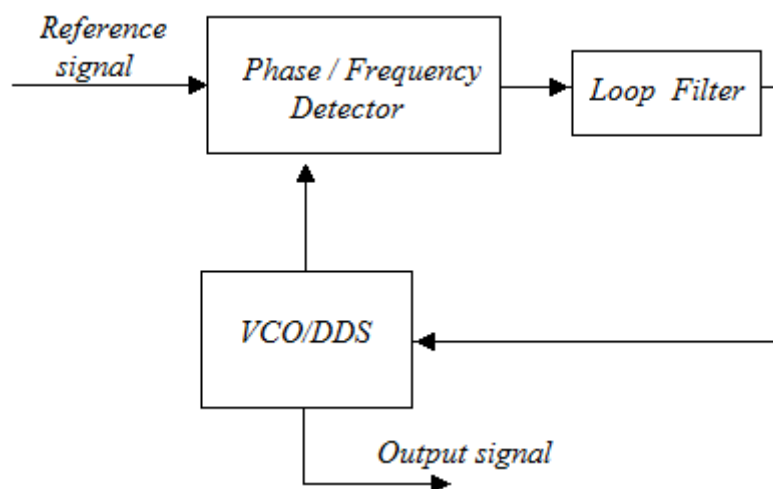 Reference
signal
Phase / Frequency
Detector
Loop Filter
VCO/DDS
Output signal